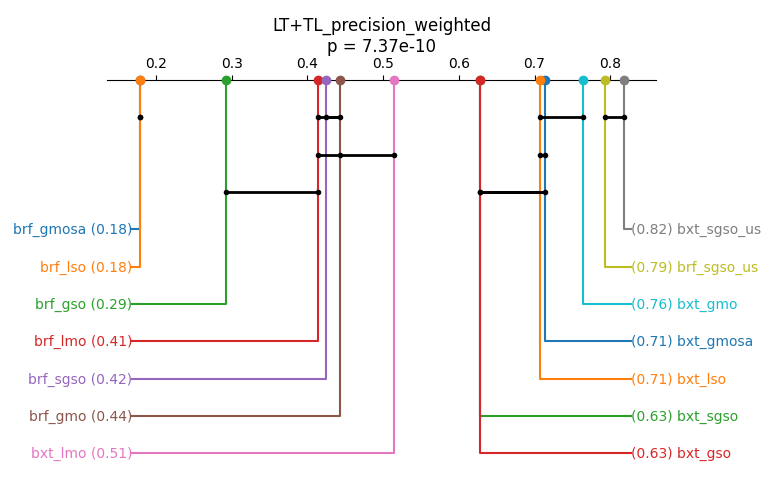 LT+TL_precision_weighted
p = 7.37e-10
0.2 0.3 0.4 0.5 0.6 0.7 0.8
brf_gmosa (0.18) (0.82) bxt_sgso_us
brf_lso (0.18) (0.79) brf_sgso_us
brf_gso (0.29) (0.76) bxt_gmo
brf_lmo (0.41) (0.71) bxt_gmosa
brf_sgso (0.42) (0.71) bxt_lso
brf_gmo (0.44) (0.63) bxt_sgso
bxt_lmo (0.51) (0.63) bxt_gso